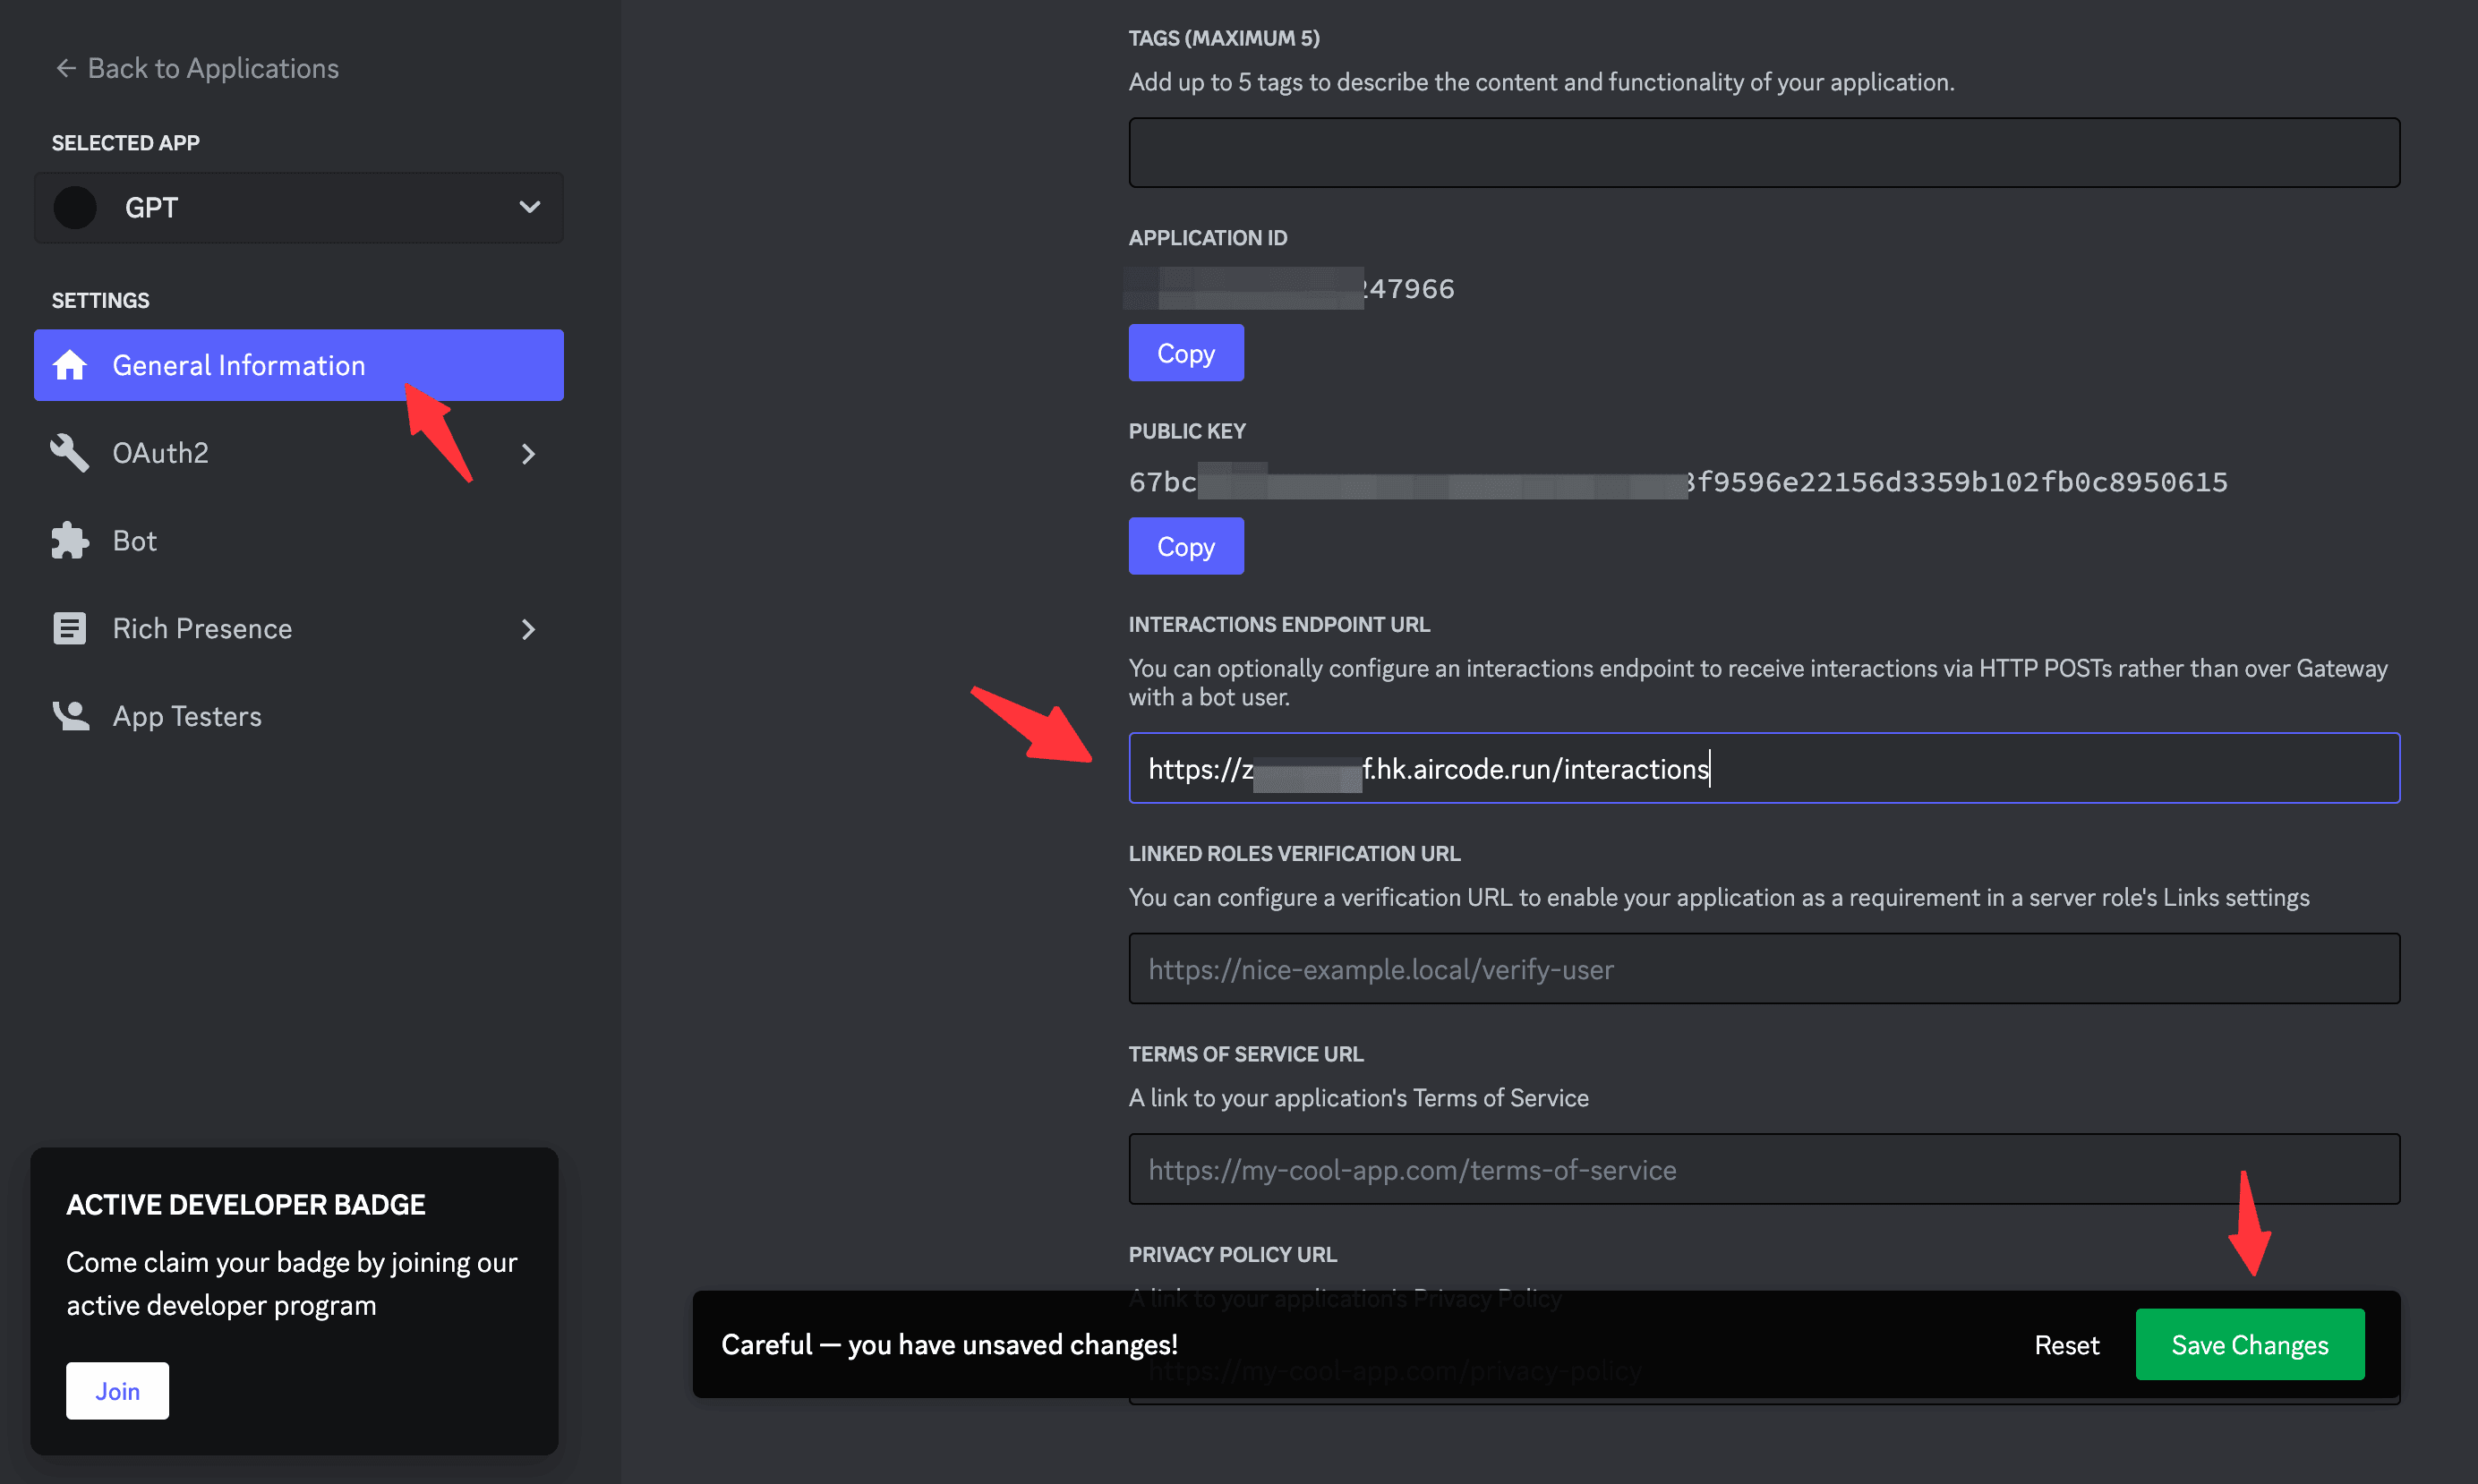 Back to Applications
SELECTED APP
GPT
SETTINGS
General Information
OAuth2
Bot
Rich Presence
App Testers
ACTIVE DEVELOPER BADGE
Come claim your badge by joining our
active developer program
Join
TAGS (MAXIMUM 5)
Add up to 5 tags to describe the content and functionality of your application.
APPLICATION ID
247966
Copy
PUBLIC KEY
67bc 3f9596e22156d3359b102fb0c8950615
Copy
INTERACTIONS ENDPOINT URL
You can optionally configure an interactions endpoint to receive interactions via HTTP POSTs rather than over Gateway
with a bot user.
https://z f.hk.aircode.run/interactions
LINKED ROLES VERIFICATION URL
You can configure a verification URL to enable your application as a requirement in a server role's Links settings
https://nice-example.local/verify-user
TERMS OF SERVICE URL
A link to your application's Terms of Service
https://my-cool-app.com/terms-of-service
PRIVACY POLICY URL
A link to your application's Privacy Policy
Careful — you have unsaved changes!
Reset
Save Changes
https://my-cool-app.com/privacy-policy